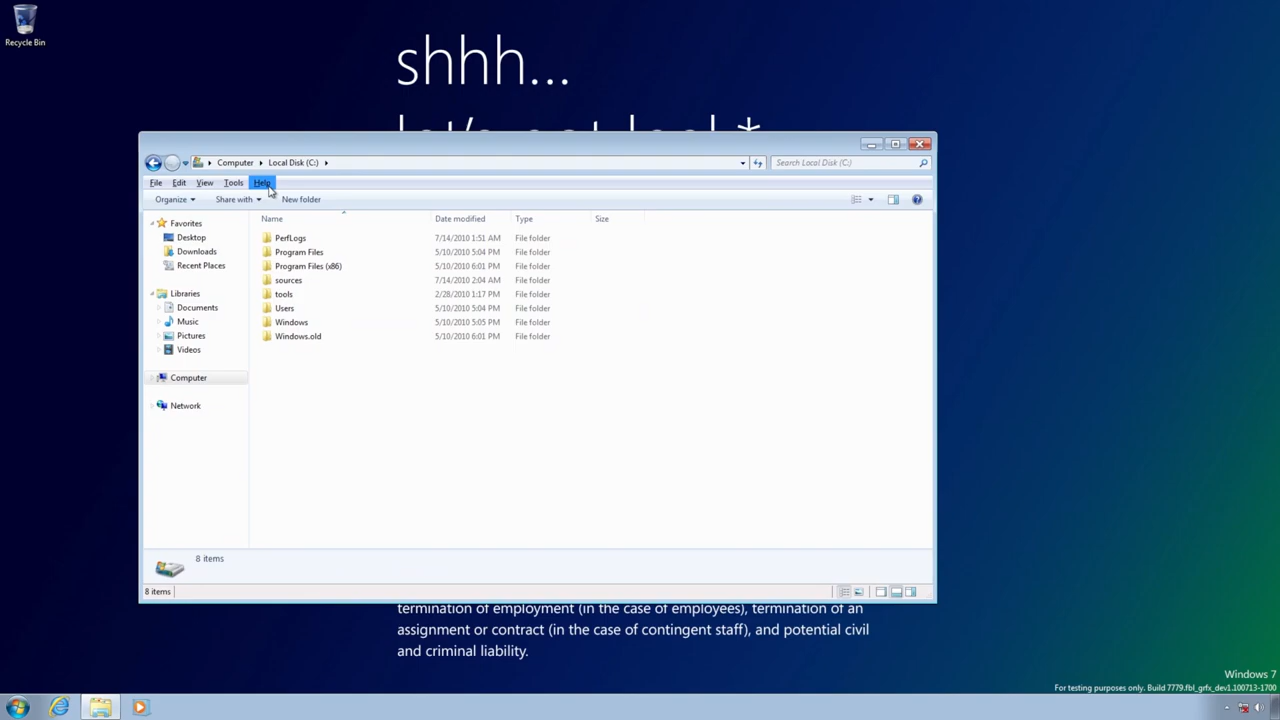 Recycle Bin
shhh...
let's not leak*
Computer Local Disk (C:)
Search Local Disk (C:)
File Edit View Tools Help
Organize Share with New folder
Name Date modified Type Size
Favorites
Desktop
Downloads
Recent Places
Libraries
Documents
Music
Pictures
Videos
Computer
Network
PerfLogs 7/14/2010 1:51 AM File folder
Program Files 5/10/2010 5:04 PM File folder
Program Files (x86) 5/10/2010 6:01 PM File folder
sources 7/14/2010 2:04 AM File folder
tools 2/28/2010 1:17 PM File folder
Users 5/10/2010 5:04 PM File folder
Windows 5/10/2010 5:05 PM File folder
Windows.old 5/10/2010 6:01 PM File folder
8 items
8 items
termination of employment (in the case of employees), termination of an
assignment or contract (in the case of contingent staff), and potential civil
and criminal liability.
Windows 7
For testing purposes only. Build 7779.fbl_grfx_dev1.100713-1700